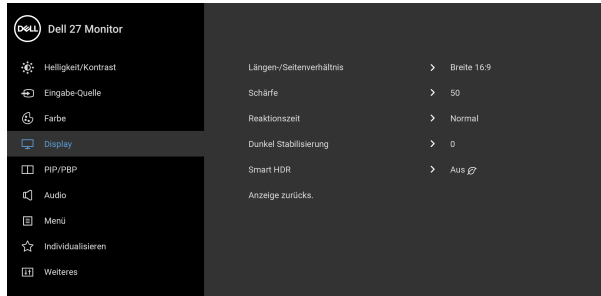 DELL Dell 27 Monitor
Helligkeit/Kontrast Längen-/Seitenverhältnis Breite 16:9
Eingabe-Quelle Schärfe 50
Farbe Reaktionszeit Normal
Display Dunkel Stabilisierung 0
PIP/PBP Smart HDR Aus
Audio Anzeige zurücks.
Menü
Individualisieren
Weiteres